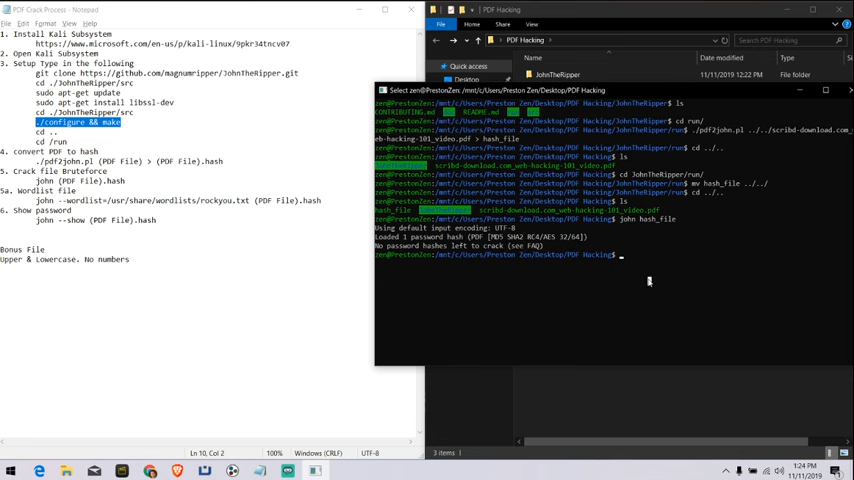 PDF Crack Process - Notepad
File Edit Format View Help
1. Install Kali Subsystem
https://www.microsoft.com/en-us/p/kali-linux/9pkr34tncv07
2. Open Kali Subsystem
3. Setup Type in the following
git clone https://github.com/magnumripper/JohnTheRipper.git
cd ./JohnTheRipper/src
sudo apt-get update
sudo apt-get install libssl-dev
cd ./JohnTheRipper/src
./configure && make
cd ..
cd /run
4. convert PDF to hash
./pdf2john.pl (PDF File) > (PDF File).hash
5. Crack file Bruteforce
john (PDF File).hash
5a. Wordlist file
john --wordlist=/usr/share/wordlists/rockyou.txt (PDF File).hash
6. Show password
john --show (PDF File).hash
Bonus File
Upper & Lowercase. No numbers
Ln 10, Col 2
100%
Windows (CRLF)
UTF-8
PDF Hacking
File Home Share View
PDF Hacking
Search PDF Hacking
Quick access
Desktop
Name
Date modified
Type
JohnTheRipper
11/11/2019 12:22 PM
File folder
Select zen@PrestonZen: /mnt/c/Users/Preston Zen/Desktop/PDF Hacking
zen@PrestonZen:/mnt/c/Users/Preston Zen/Desktop/PDF Hacking/JohnTheRipper$ ls
CONTRIBUTING.md README.md
zen@PrestonZen:/mnt/c/Users/Preston Zen/Desktop/PDF Hacking/JohnTheRipper$ cd run/
zen@PrestonZen:/mnt/c/Users/Preston Zen/Desktop/PDF Hacking/JohnTheRipper/run$ ./pdf2john.pl ../../scribd-download.com_w
eb-hacking-101_video.pdf > hash_file
zen@PrestonZen:/mnt/c/Users/Preston Zen/Desktop/PDF Hacking/JohnTheRipper/run$ cd ../..
zen@PrestonZen:/mnt/c/Users/Preston Zen/Desktop/PDF Hacking$ ls
scribd-download.com_web-hacking-101_video.pdf
zen@PrestonZen:/mnt/c/Users/Preston Zen/Desktop/PDF Hacking$ cd JohnTheRipper/run/
zen@PrestonZen:/mnt/c/Users/Preston Zen/Desktop/PDF Hacking/JohnTheRipper/run$ mv hash_file ../../
zen@PrestonZen:/mnt/c/Users/Preston Zen/Desktop/PDF Hacking/JohnTheRipper/run$ cd ../..
zen@PrestonZen:/mnt/c/Users/Preston Zen/Desktop/PDF Hacking$ ls
hash_file scribd-download.com_web-hacking-101_video.pdf
zen@PrestonZen:/mnt/c/Users/Preston Zen/Desktop/PDF Hacking$ john hash_file
Using default input encoding: UTF-8
Loaded 1 password hash (PDF [MD5 SHA2 RC4/AES 32/64])
No password hashes left to crack (see FAQ)
zen@PrestonZen:/mnt/c/Users/Preston Zen/Desktop/PDF Hacking$
3 items
1:24 PM
11/11/2019